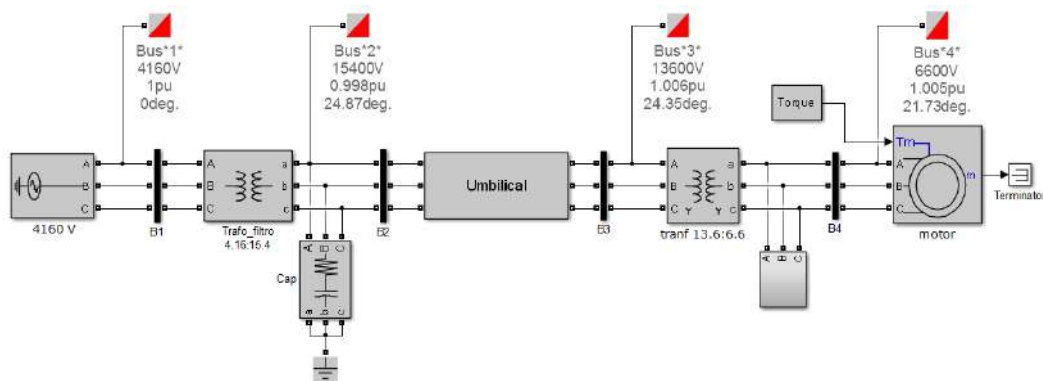 Bus*1*
4160V
1pu
0deg.
Bus*2*
15400V
0.998pu
24.87deg.
Bus*3*
13600V
1.006pu
24.35deg.
Bus*4*
6600V
1.005pu
21.73deg.
Torque
Tm
A
B
C
4160 V
B1
A
B
C
a
b
c
Trafo_filtro
4.16:15.4
B2
Umbilical
B3
A
B
C
a
b
c
Y
Y
tranf 13.6:6.6
B4
A
B
C
m
motor
Terminator
Cap
A
B
C
a
b
c
A
B
C